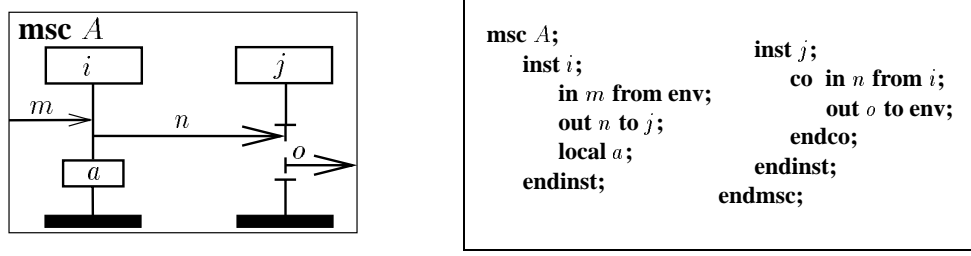 msc A
i
j
m
n
o
a
msc A;
inst i;
in m from env;
out n to j;
local a;
endinst;
inst j;
co in n from i;
out o to env;
endco;
endinst;
endmsc;